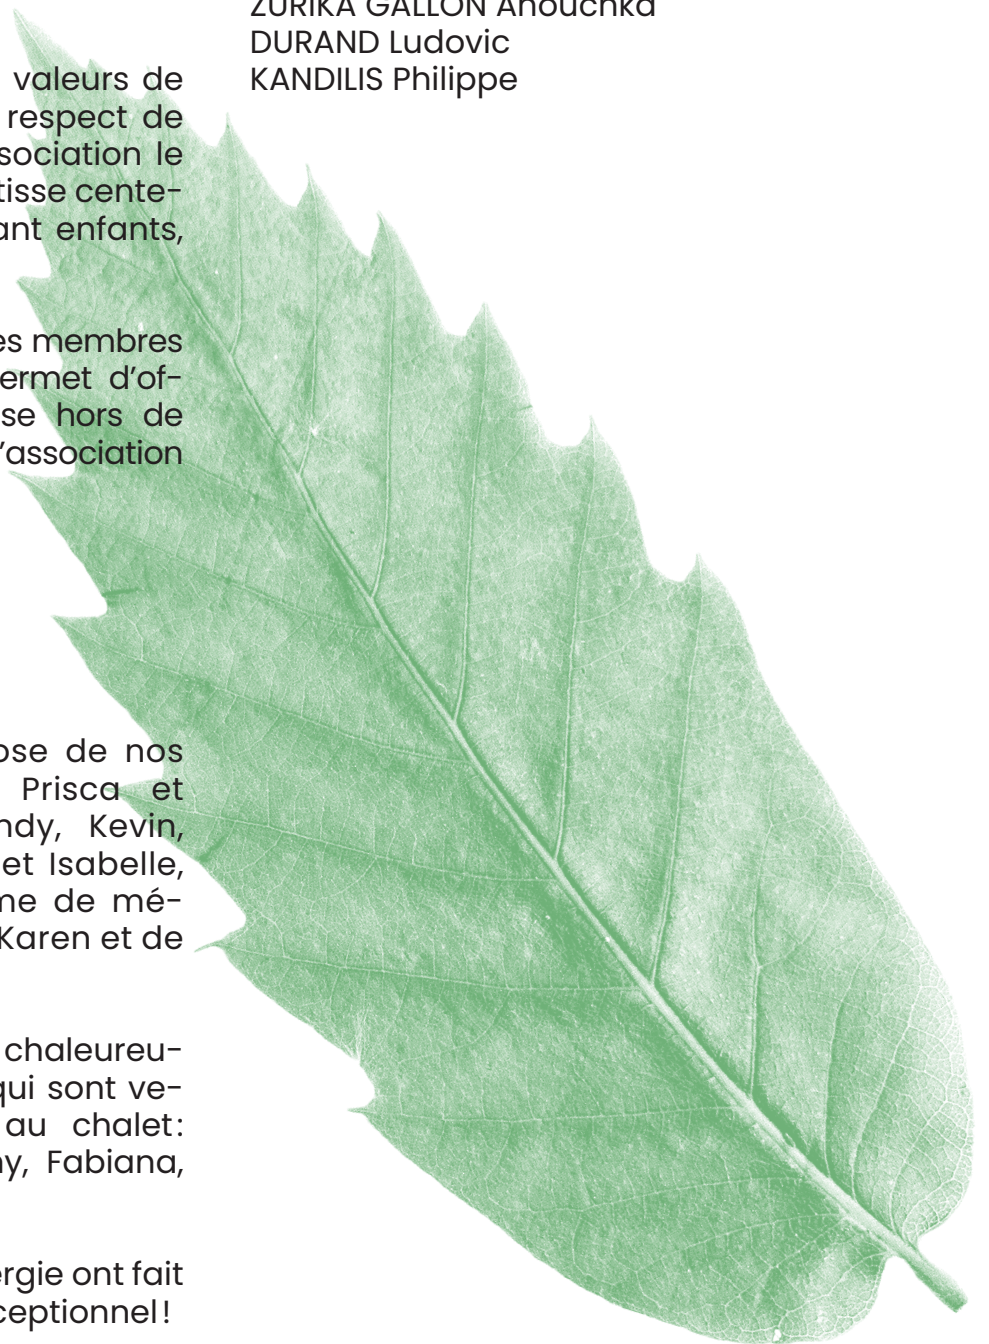 valeurs de
respect de
sociation le
tisse cente-
ant enfants,
es membres
ermet d’of-
se hors de
’association
ose de nos
Prisca et
ndy, Kevin,
et Isabelle,
me de mé-
Karen et de
chaleureu-
qui sont ve-
au chalet:
ny, Fabiana,
ergie ont fait
ceptionnel!
ZURIKA GALLON Anouchka
DURAND Ludovic
KANDILIS Philippe